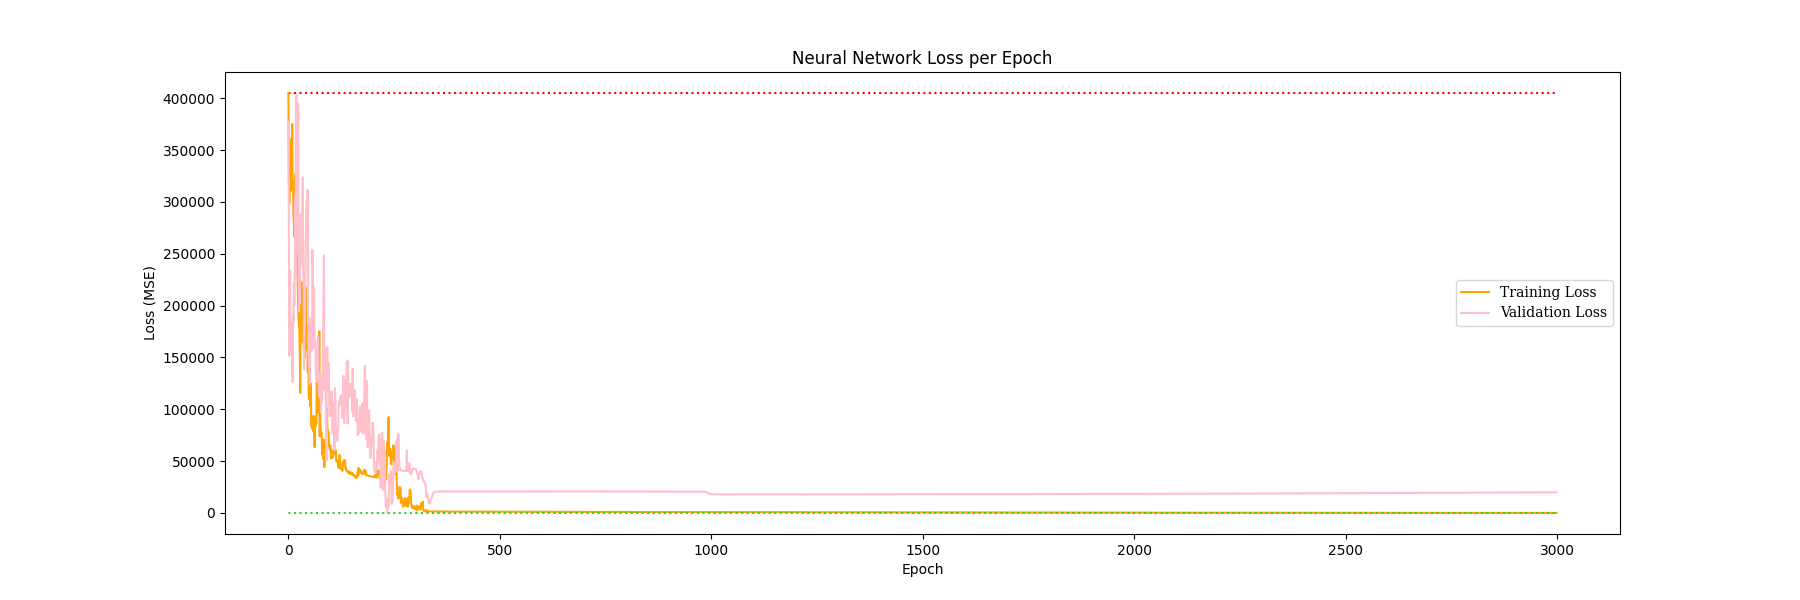 Neural Network Loss per Epoch
400000
350000
300000
250000
200000
150000
100000
50000
0
Loss (MSE)
Training Loss
Validation Loss
0 500 1000 1500 2000 2500 3000
Epoch